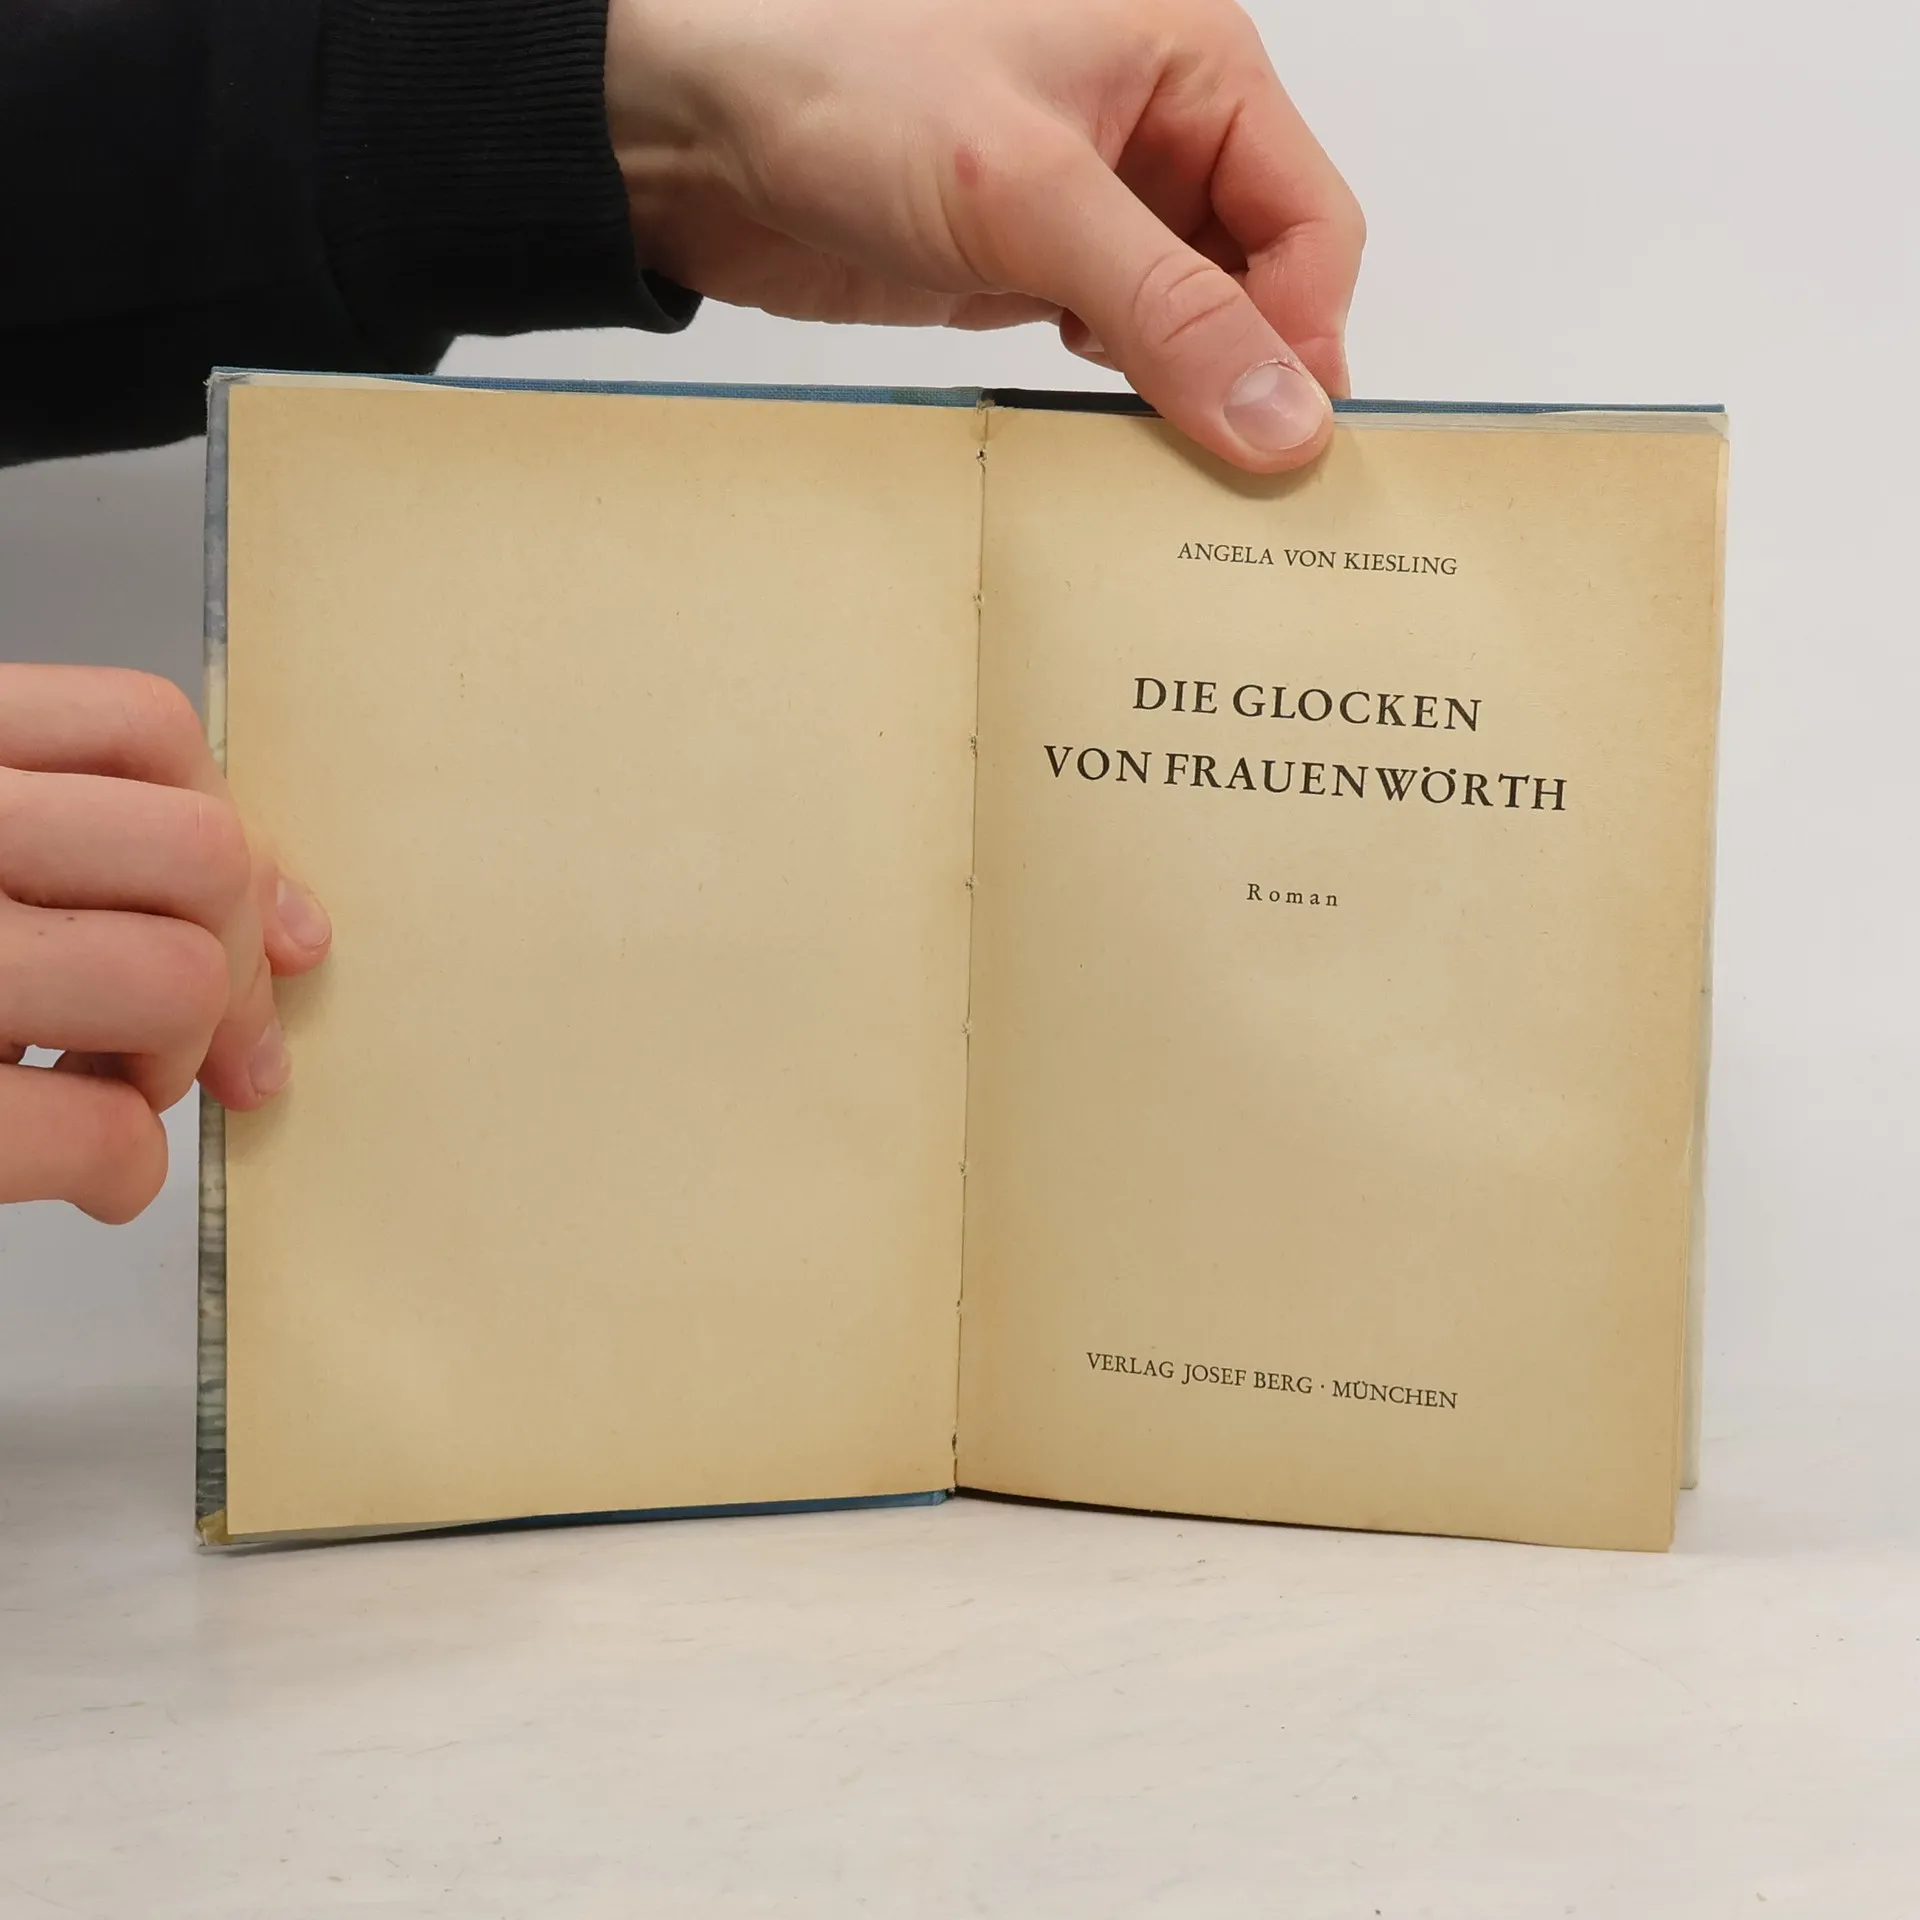 ANGELA VON KIESLING
DIE GLOCKEN
VON FRAUENWÖRTH
Roman
VERLAG JOSEF BERG · MÜNCHEN